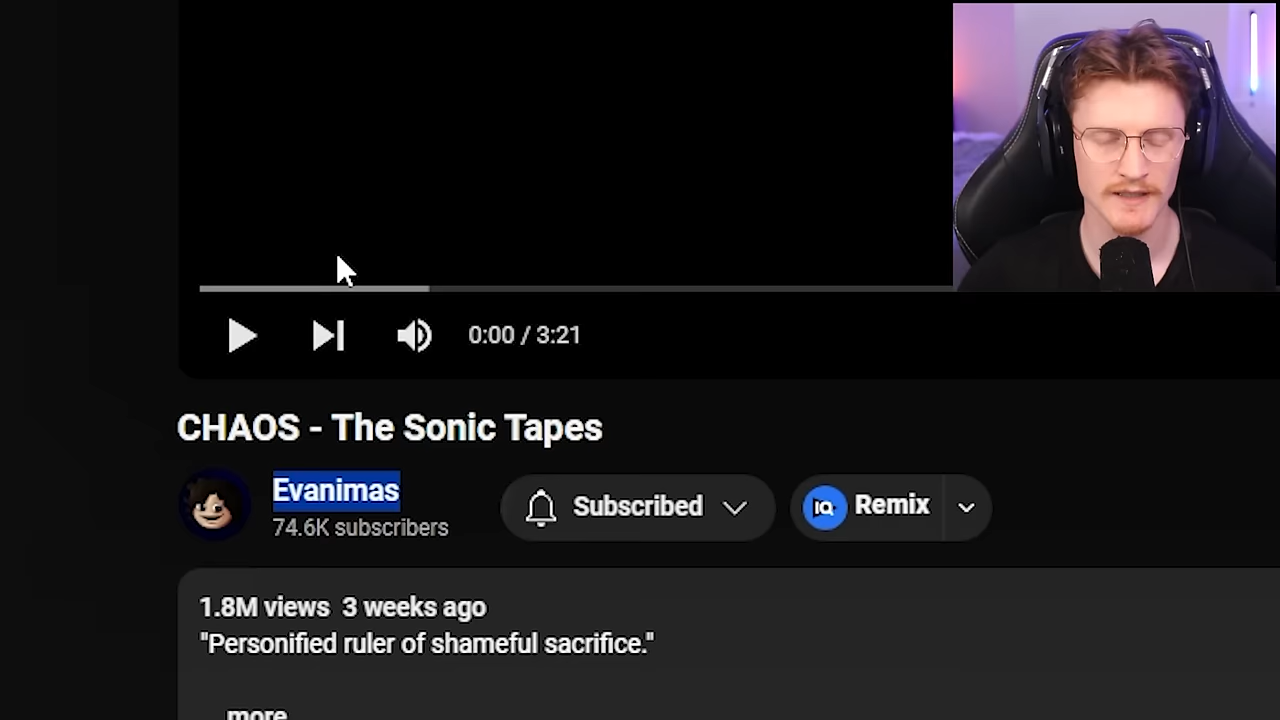 0:00 / 3:21
CHAOS - The Sonic Tapes
Evanimas
74.6K subscribers
Subscribed
IQ Remix
1.8M views 3 weeks ago
"Personified ruler of shameful sacrifice."
...more